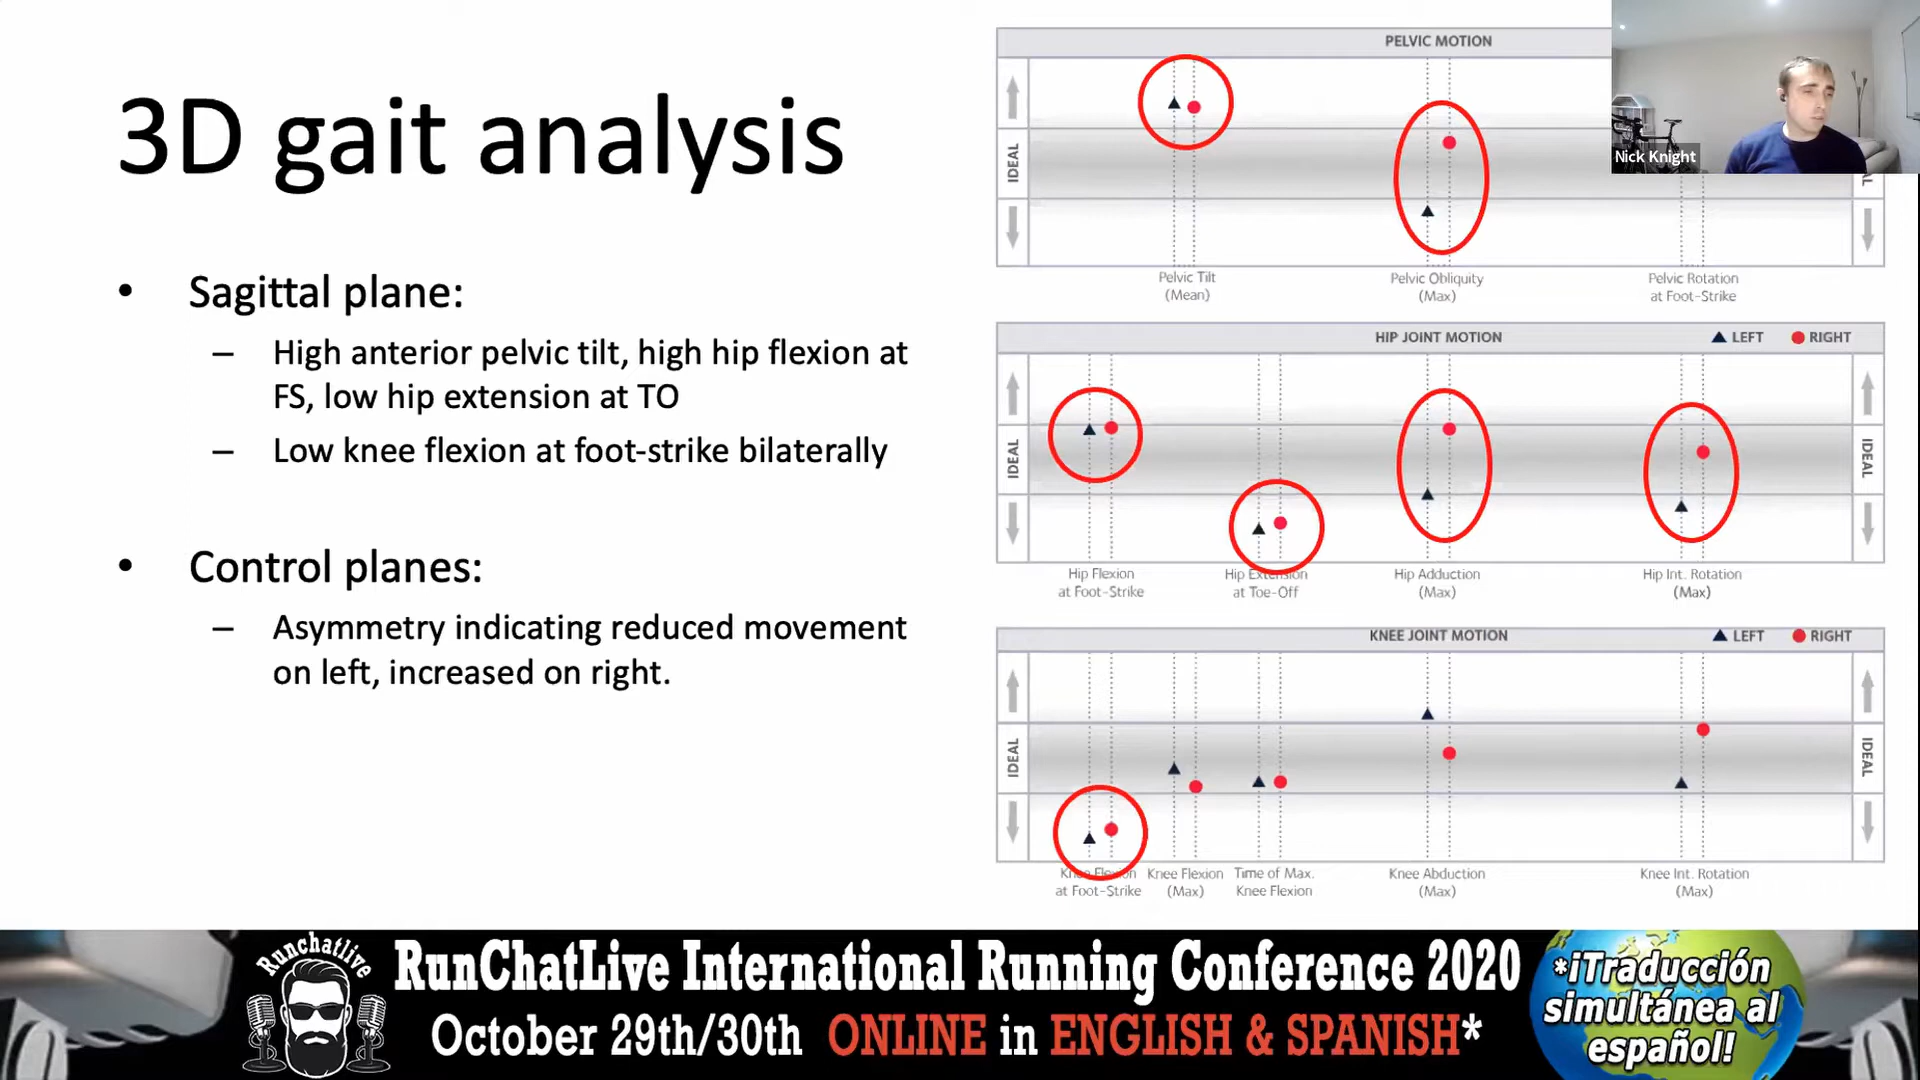 3D gait analysis
• Sagittal plane:
– High anterior pelvic tilt, high hip flexion at
FS, low hip extension at TO
– Low knee flexion at foot-strike bilaterally
• Control planes:
– Asymmetry indicating reduced movement
on left, increased on right.
PELVIC MOTION
IDEAL
Pelvic Tilt
(Mean)
Pelvic Obliquity
(Max)
Pelvic Rotation
at Foot-Strike
Nick Knight
HIP JOINT MOTION
LEFT
RIGHT
IDEAL
IDEAL
Hip Flexion
at Foot-Strike
Hip Extension
at Toe-Off
Hip Adduction
(Max)
Hip Int. Rotation
(Max)
KNEE JOINT MOTION
LEFT
RIGHT
IDEAL
IDEAL
Knee Flexion
at Foot-Strike
Knee Flexion
(Max)
Time of Max.
Knee Flexion
Knee Abduction
(Max)
Knee Int. Rotation
(Max)
Runchatlive
RunChatLive International Running Conference 2020
October 29th/30th ONLINE in ENGLISH & SPANISH*
*¡Traducción
simultánea al
español!